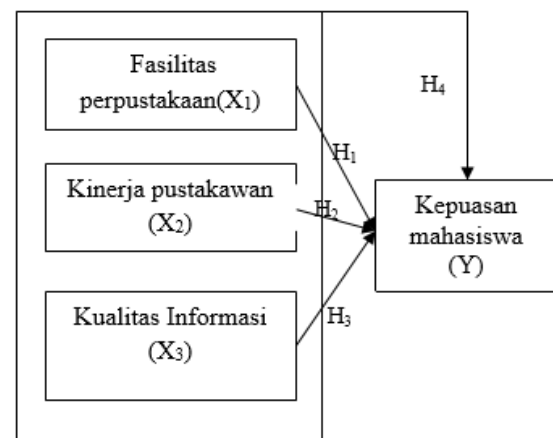 Fasilitas
perpustakaan(X₁)
H₄
H₁
Kinerja pustakawan
(X₂)
H₂
Kepuasan
mahasiswa
(Y)
Kualitas Informasi
(X₃)
H₃